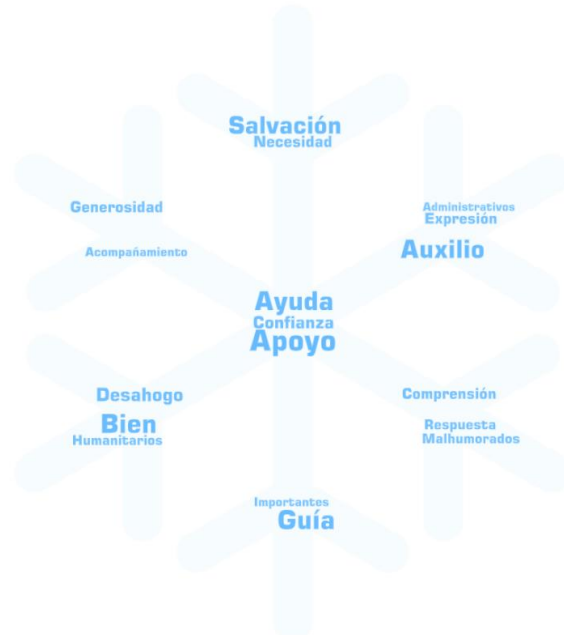 Salvación
Necesidad
Generosidad
Acompañamiento
Administrativos
Expresión
Auxilio
Ayuda
Confianza
Apoyo
Desahogo
Bien
Humanitarios
Comprensión
Respuesta
Malhumorados
Importantes
Guía